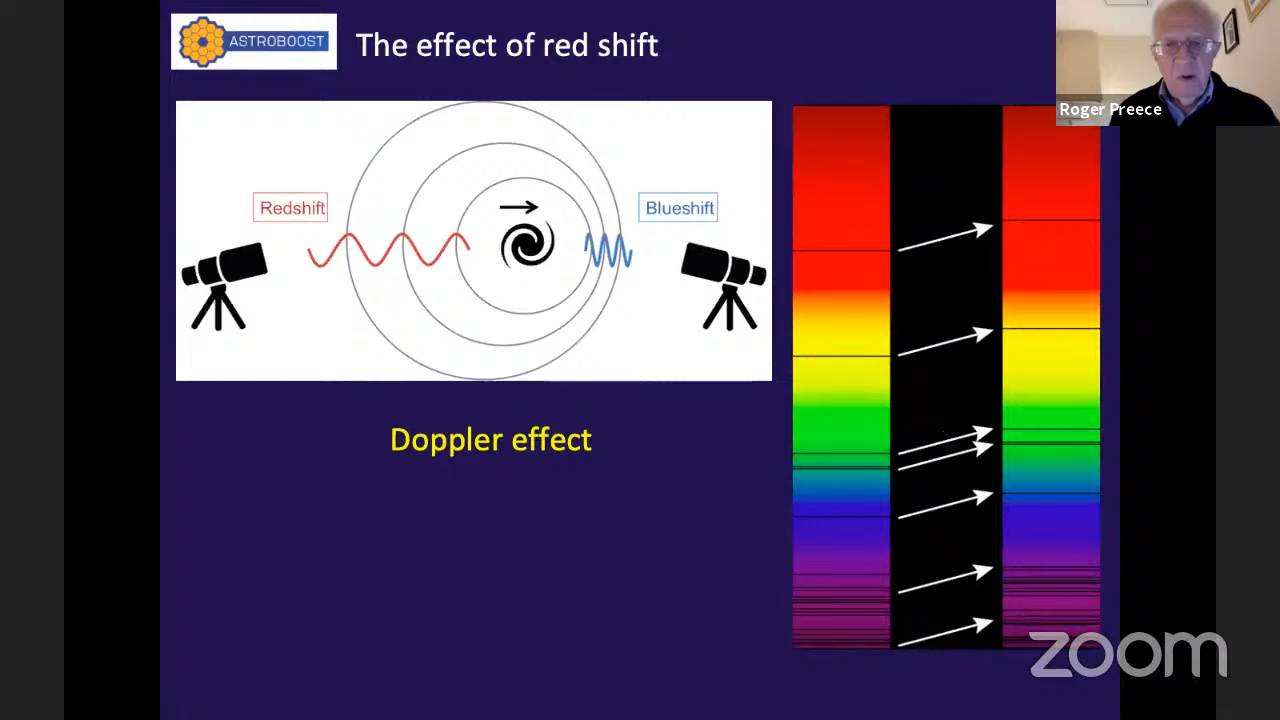 ASTROBOOST
The effect of red shift
Roger Preece
Redshift
Blueshift
Doppler effect
zoom